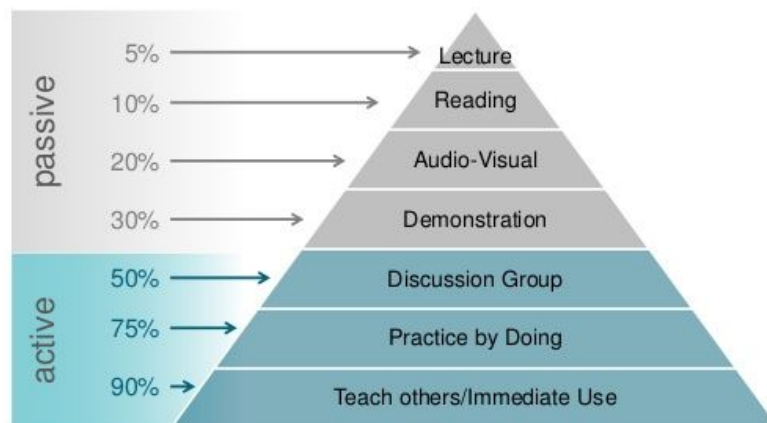 passive
5%
Lecture
10%
Reading
20%
Audio-Visual
30%
Demonstration
active
50%
Discussion Group
75%
Practice by Doing
90%
Teach others/Immediate Use